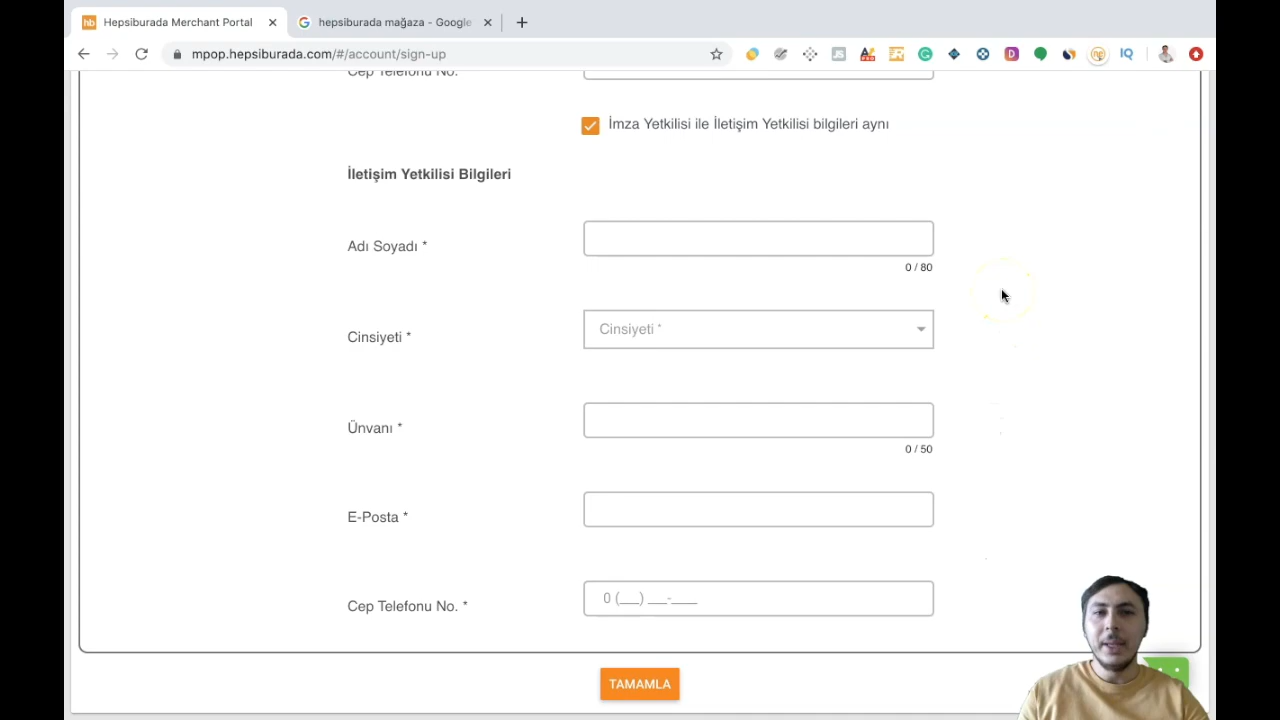 hb Hepsiburada Merchant Portal
hepsiburada mağaza - Google
mpop.hepsiburada.com/#/account/sign-up
Cep Telefonu No.
İmza Yetkilisi ile İletişim Yetkilisi bilgileri aynı
İletişim Yetkilisi Bilgileri
Adı Soyadı *
0 / 80
Cinsiyeti *
Cinsiyeti *
Ünvanı *
0 / 50
E-Posta *
Cep Telefonu No. *
0 (___) ___-____
TAMAMLA